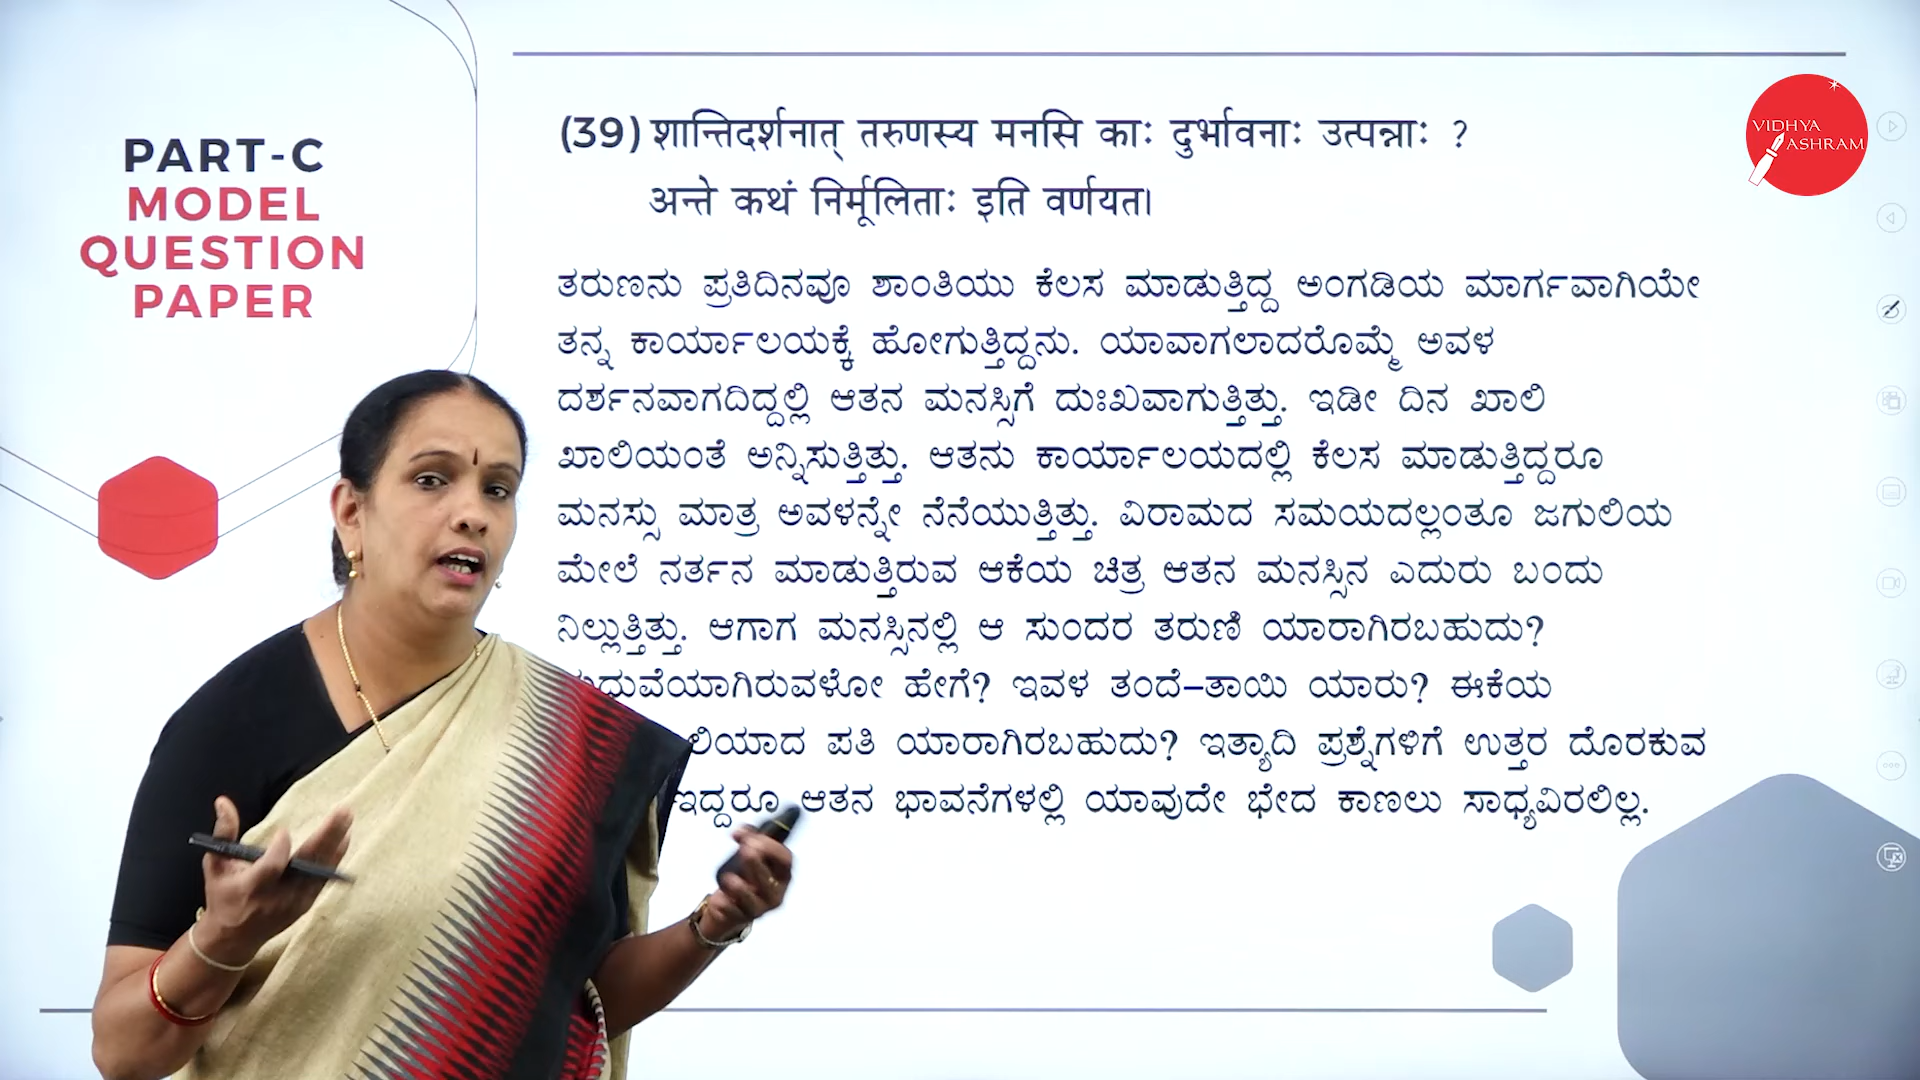 PART-C
MODEL
QUESTION
PAPER
VIDHYA
ASHRAM
(39) शान्तिदर्शनात् तरुणस्य मनसि काः दुर्भावनाः उत्पन्नाः ?
अन्ते कथं निर्मूलिताः इति वर्णयत।
ತರುಣನು ಪ್ರತಿದಿನವೂ ಶಾಂತಿಯು ಕೆಲಸ ಮಾಡುತ್ತಿದ್ದ ಅಂಗಡಿಯ ಮಾರ್ಗವಾಗಿಯೇ
ತನ್ನ ಕಾರ್ಯಾಲಯಕ್ಕೆ ಹೋಗುತ್ತಿದ್ದನು. ಯಾವಾಗಲಾದರೊಮ್ಮೆ ಅವಳ
ದರ್ಶನವಾಗದಿದ್ದಲ್ಲಿ ಆತನ ಮನಸ್ಸಿಗೆ ದುಃಖವಾಗುತ್ತಿತ್ತು. ಇಡೀ ದಿನ ಖಾಲಿ
ಖಾಲಿಯಂತೆ ಅನ್ನಿಸುತ್ತಿತ್ತು. ಆತನು ಕಾರ್ಯಾಲಯದಲ್ಲಿ ಕೆಲಸ ಮಾಡುತ್ತಿದ್ದರೂ
ಮನಸ್ಸು ಮಾತ್ರ ಅವಳನ್ನೇ ನೆನೆಯುತ್ತಿತ್ತು. ವಿರಾಮದ ಸಮಯದಲ್ಲಂತೂ ಜಗುಲಿಯ
ಮೇಲೆ ನರ್ತನ ಮಾಡುತ್ತಿರುವ ಆಕೆಯ ಚಿತ್ರ ಆತನ ಮನಸ್ಸಿನ ಎದುರು ಬಂದು
ನಿಲ್ಲುತ್ತಿತ್ತು. ಆಗಾಗ ಮನಸ್ಸಿನಲ್ಲಿ ಆ ಸುಂದರ ತರುಣಿ ಯಾರಾಗಿರಬಹುದು?
ಹೇಗೆ? ಇವಳ ತಂದೆ–ತಾಯಿ ಯಾರು? ಈಕೆಯ
ಪತಿ ಯಾರಾಗಿರಬಹುದು? ಇತ್ಯಾದಿ ಪ್ರಶ್ನೆಗಳಿಗೆ ಉತ್ತರ ದೊರಕುವ
ಇದ್ದರೂ ಆತನ ಭಾವನೆಗಳಲ್ಲಿ ಯಾವುದೇ ಭೇದ ಕಾಣಲು ಸಾಧ್ಯವಿರಲಿಲ್ಲ.